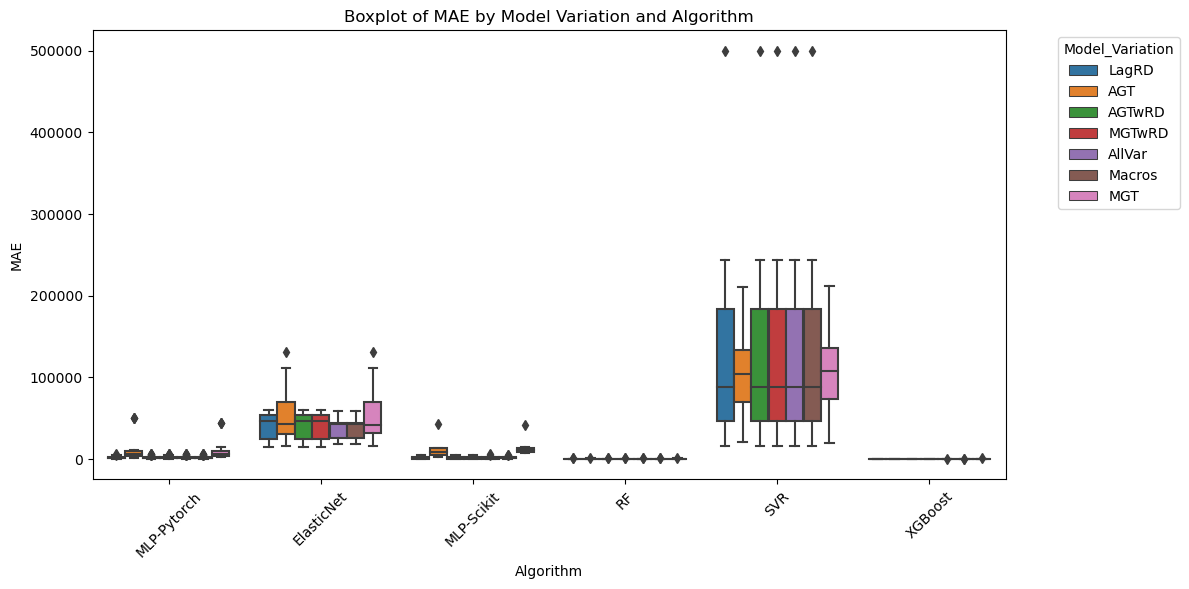 Boxplot of MAE by Model Variation and Algorithm
MAE
500000
400000
300000
200000
100000
0
MLP-Pytorch
ElasticNet
MLP-Scikit
RF
SVR
XGBoost
Algorithm
Model_Variation
LagRD
AGT
AGTwRD
MGTwRD
AllVar
Macros
MGT